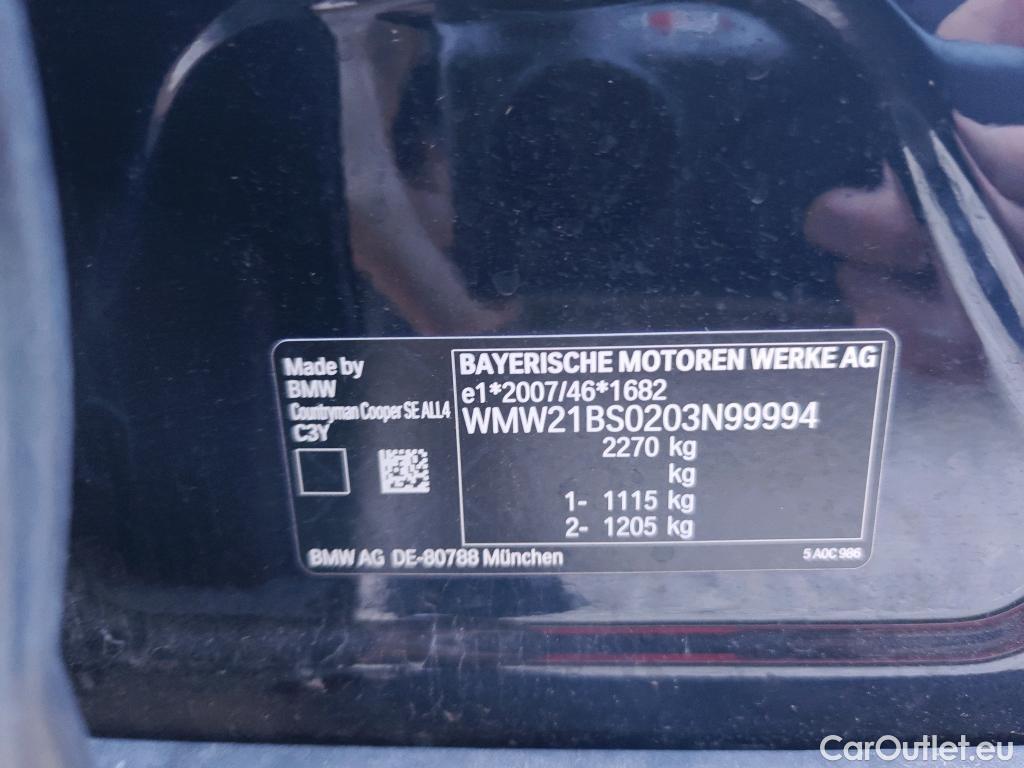 Made by
BMW
Countryman Cooper SE ALL4
C3Y
BMW AG DE-80788 München
BAYERISCHE MOTOREN WERKE AG
e1*2007/46*1682
WMW21BS0203N99994
2270 kg
kg
1- 1115 kg
2- 1205 kg
5 A0C 986
CarOutlet.eu